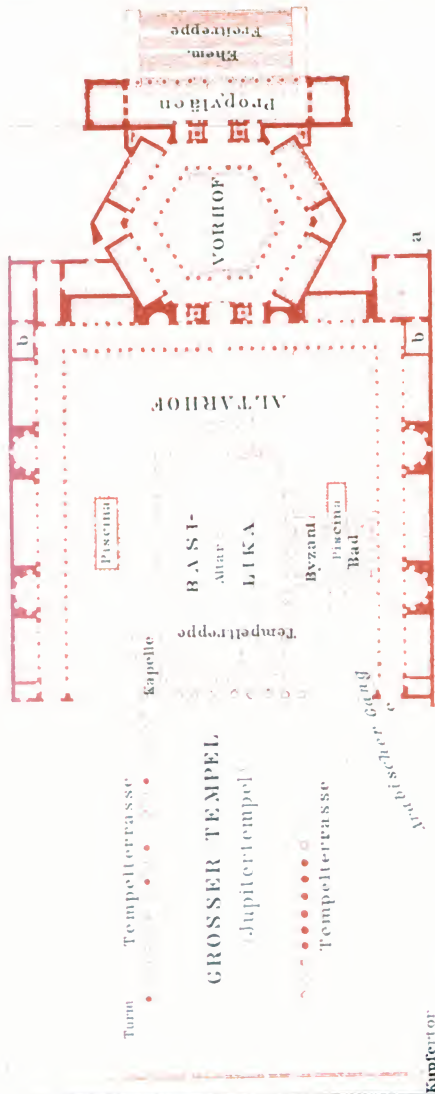 Ehem.
Freitreppe
Propyläen
VORHOF
a
b
b
ALTARHOF
Piscina
BASI-
Altar
LIKA
Byzant
Piscina
Bad
Tempeltreppe
Kapelle
Arabischer Gang
c
Turm
Tempelterrasse
GROSSER TEMPEL
(Jupitertempel
Tempelterrasse
Kupfertor